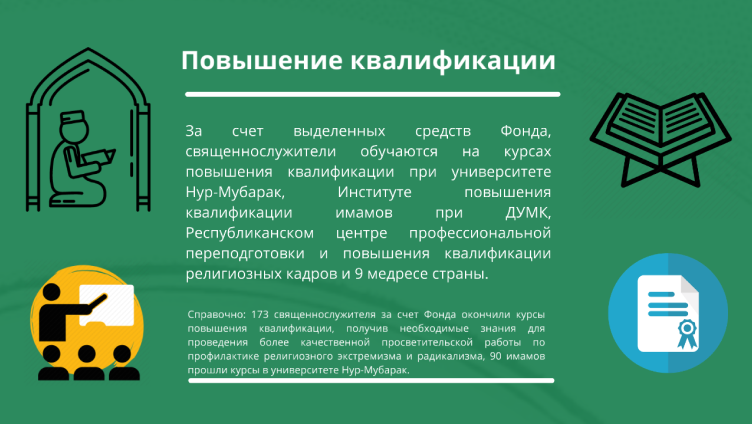 Повышение квалификации
За счет выделенных средств Фонда,
священнослужители обучаются на курсах
повышения квалификации при университете
Нур-Мубарак, Институте повышения
квалификации имамов при ДУМК,
Республиканском центре профессиональной
переподготовки и повышения квалификации
религиозных кадров и 9 медресе страны.
Справочно: 173 священнослужителя за счет Фонда окончили курсы
повышения квалификации, получив необходимые знания для
проведения более качественной просветительской работы по
профилактике религиозного экстремизма и радикализма, 90 имамов
прошли курсы в университете Нур-Мубарак.